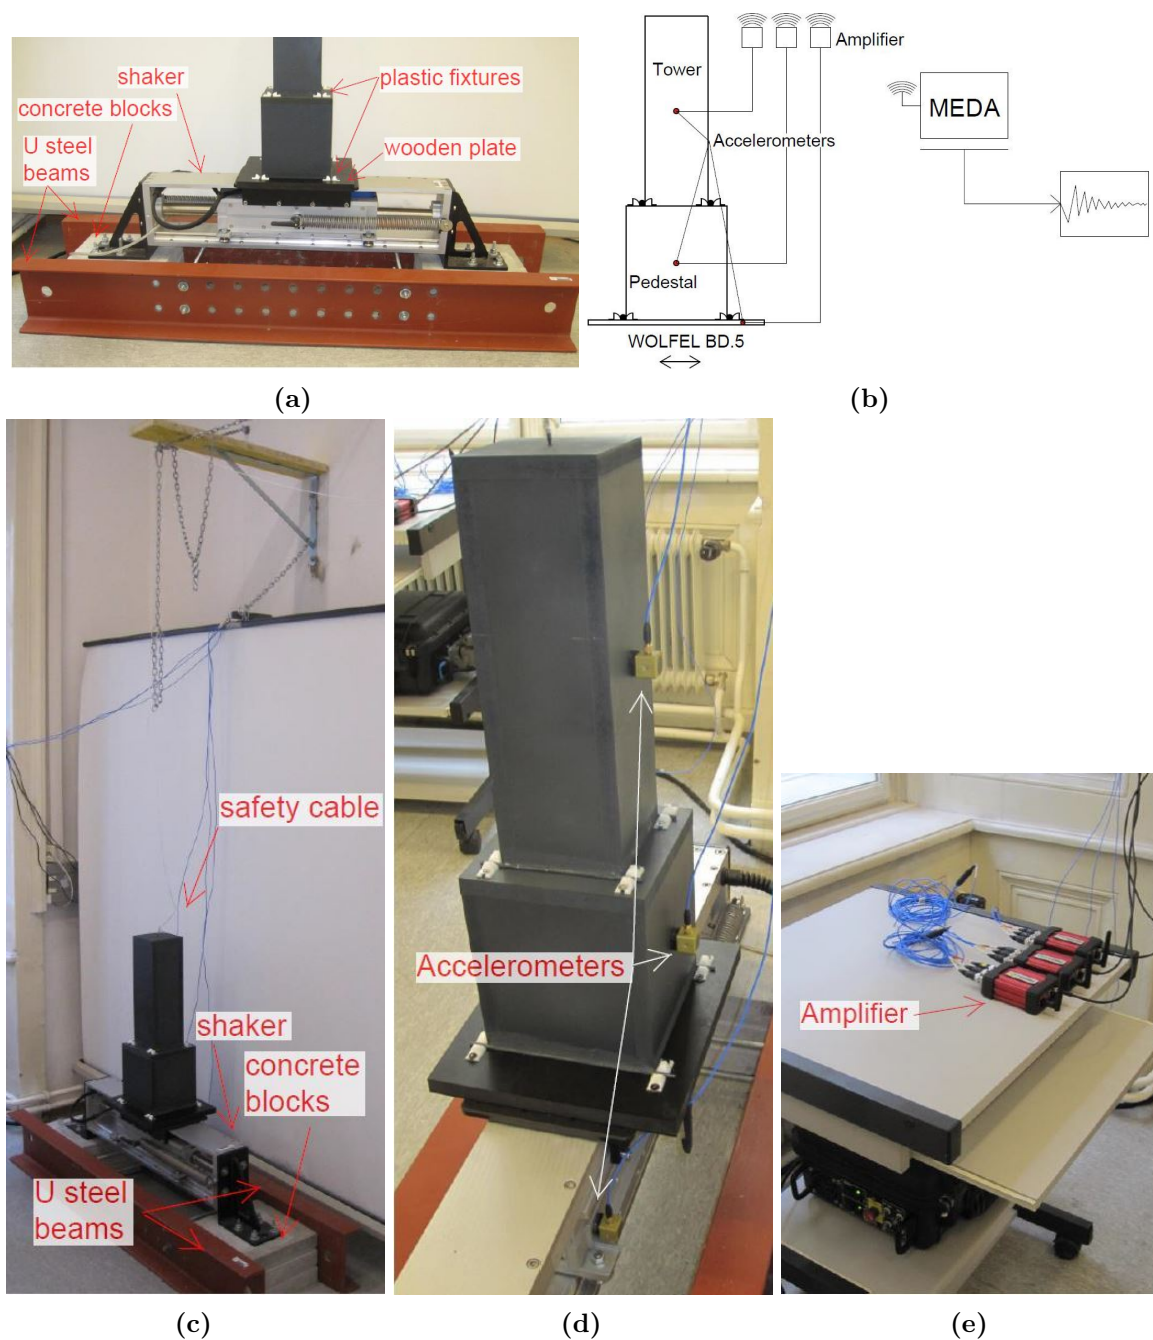 shaker
concrete blocks
U steel
beams
plastic fixtures
wooden plate
Tower
Amplifier
MEDA
Accelerometers
Pedestal
WOLFEL BD.5
(a)
(b)
safety cable
shaker
concrete
blocks
U steel
beams
Accelerometers
Amplifier
(c)
(d)
(e)